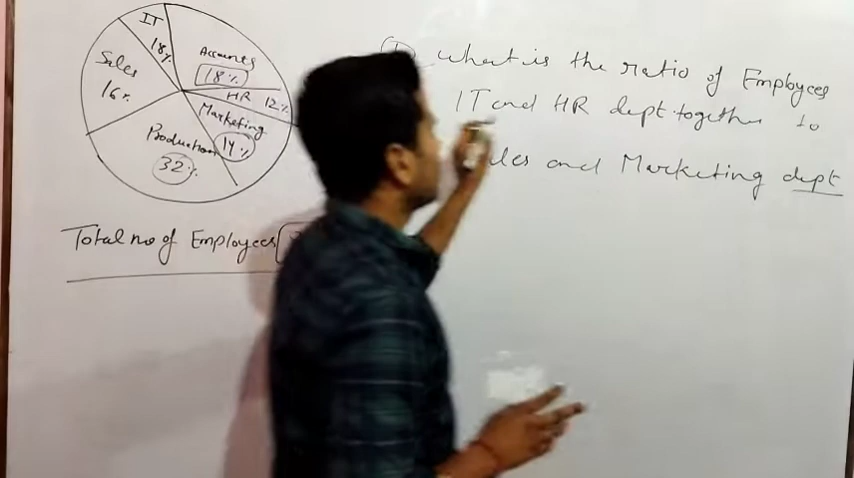 IT
18%
Accounts
18%
HR 12%
Sales
16%
Marketing
14%
Production
32%
Total no of Employees
What is the ratio of Employees
IT and HR dept together to
and Marketing dept